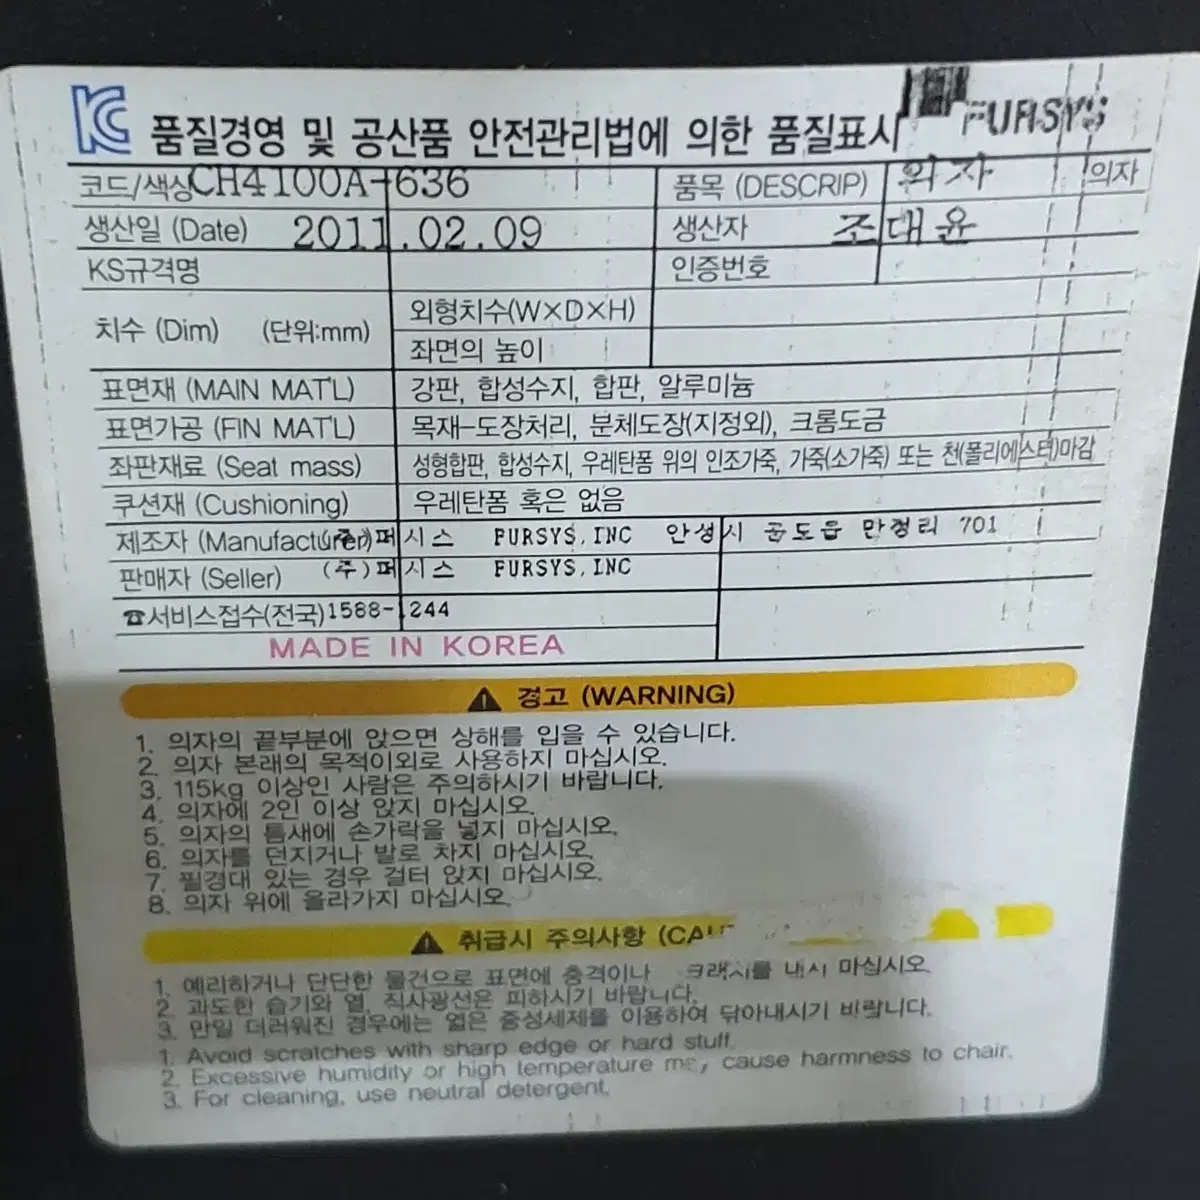 KC 품질경영 및 공산품 안전관리법에 의한 품질표시 FURSYS
코드/색상 CH4100A-636 품목 (DESCRIP) 의자 의자
생산일 (Date) 2011.02.09 생산자 조대윤
KS규격명 인증번호
치수 (Dim) (단위:mm) 외형치수(W×D×H)
좌면의 높이
표면재 (MAIN MAT'L) 강판, 합성수지, 합판, 알루미늄
표면가공 (FIN MAT'L) 목재-도장처리, 분체도장(지정외), 크롬도금
좌판재료 (Seat mass) 성형합판, 합성수지, 우레탄폼 위의 인조가죽, 가죽(소가죽) 또는 천(폴리에스터)마감
쿠션재 (Cushioning) 우레탄폼 혹은 없음
제조자 (Manufacturer) (주)퍼시스 FURSYS,INC 안성시 공도읍 만정리 701
판매자 (Seller) (주)퍼시스 FURSYS,INC
☎서비스접수(전국)1588-1244
MADE IN KOREA
경고 (WARNING)
1. 의자의 끝부분에 앉으면 상해를 입을 수 있습니다.
2. 의자 본래의 목적이외로 사용하지 마십시오.
3. 115kg 이상인 사람은 주의하시기 바랍니다.
4. 의자에 2인 이상 앉지 마십시오.
5. 의자의 틈새에 손가락을 넣지 마십시오.
6. 의자를 던지거나 발로 차지 마십시오.
7. 필경대 있는 경우 걸터 앉지 마십시오.
8. 의자 위에 올라가지 마십시오.
취급시 주의사항
1. 예리하거나 단단한 물건으로 표면에 충격이나 크래시를 내시 마십시오.
2. 과도한 습기와 열, 직사광선은 피하시기 바랍니다.
3. 만일 더러워진 경우에는 엷은 중성세제를 이용하여 닦아내시기 바랍니다.
1. Avoid scratches with sharp edge or hard stuff.
2. Excessive humidity or high temperature may cause harmness to chair.
3. For cleaning, use neutral detergent.